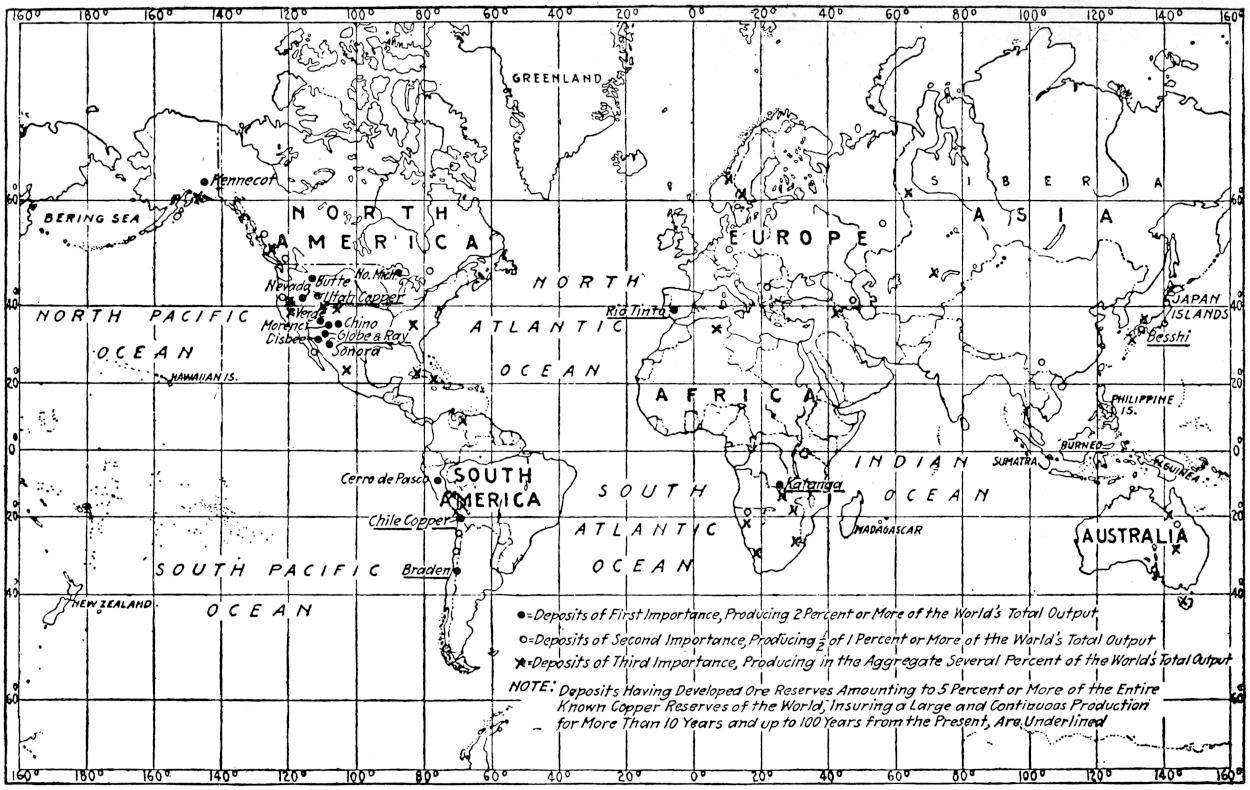 160° 140° 120° 100° 80° 60° 40° 20° 0° 20° 40° 60° 80° 100° 120° 140° 160°
GREENLAND
Kennecot
60° 60°
SIBERIA
BERING SEA
NORTH
AMERICA
EUROPE
ASIA
No. Mich.
Butte
Nevada
Utah Copper
NORTH
40° 40°
Rio Tinto
JAPAN
ISLANDS
NORTH PACIFIC
Verde
Morenci
Chino
ATLANTIC
Disbee
Globe & Ray
Besshi
Sonora
OCEAN
OCEAN
HAWAIIAN IS.
20° 20°
AFRICA
PHILIPPINE
IS.
0° 0°
BORNEO
INDIAN
SUMATRA
N. GUINEA
Cerro de Pasco
SOUTH
AMERICA
SOUTH
Katanga
OCEAN
Chile Copper
20° 20°
ATLANTIC
MADAGASCAR
AUSTRALIA
SOUTH PACIFIC
Braden
OCEAN
40° 40°
NEW ZEALAND
OCEAN
●=Deposits of First Importance, Producing 2 Percent or More of the World's Total Output
○=Deposits of Second Importance, Producing ½ of 1 Percent or More of the World's Total Output
x=Deposits of Third Importance, Producing in the Aggregate Several Percent of the World's Total Output
NOTE: Deposits Having Developed Ore Reserves Amounting to 5 Percent or More of the Entire
Known Copper Reserves of the World, Insuring a Large and Continuous Production
for More Than 10 Years and up to 100 Years from the Present, Are Underlined
60° 60°
160° 140° 120° 100° 80° 60° 40° 20° 0° 20° 40° 60° 80° 100° 120° 140° 160°